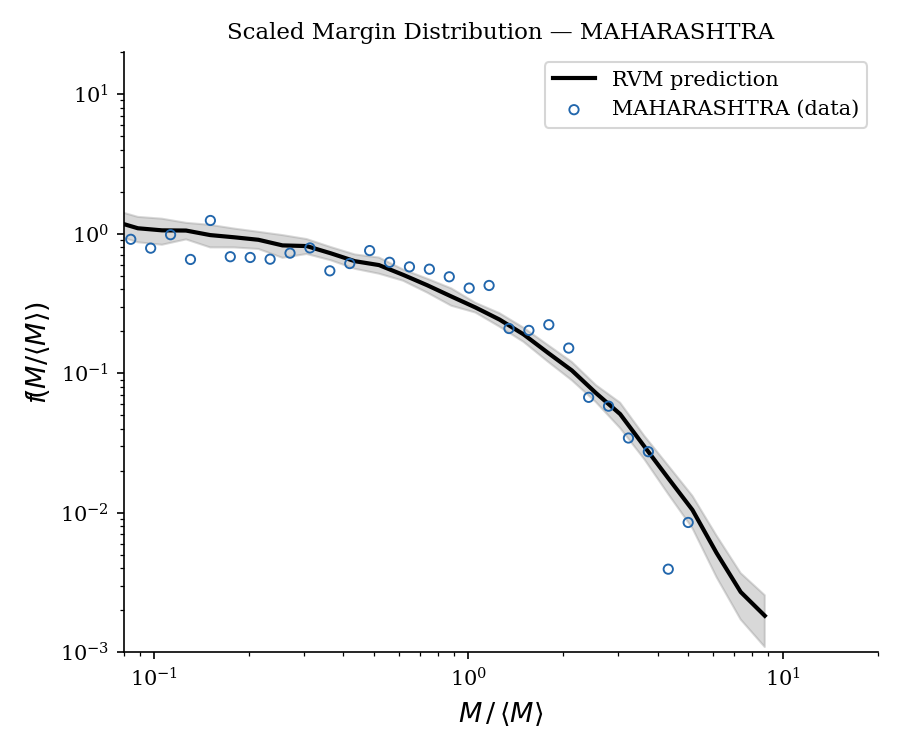 Scaled Margin Distribution — MAHARASHTRA
RVM prediction
MAHARASHTRA (data)
f(M/⟨M⟩)
10¹
10⁰
10⁻¹
10⁻²
10⁻³
10⁻¹
10⁰
10¹
M / ⟨M⟩